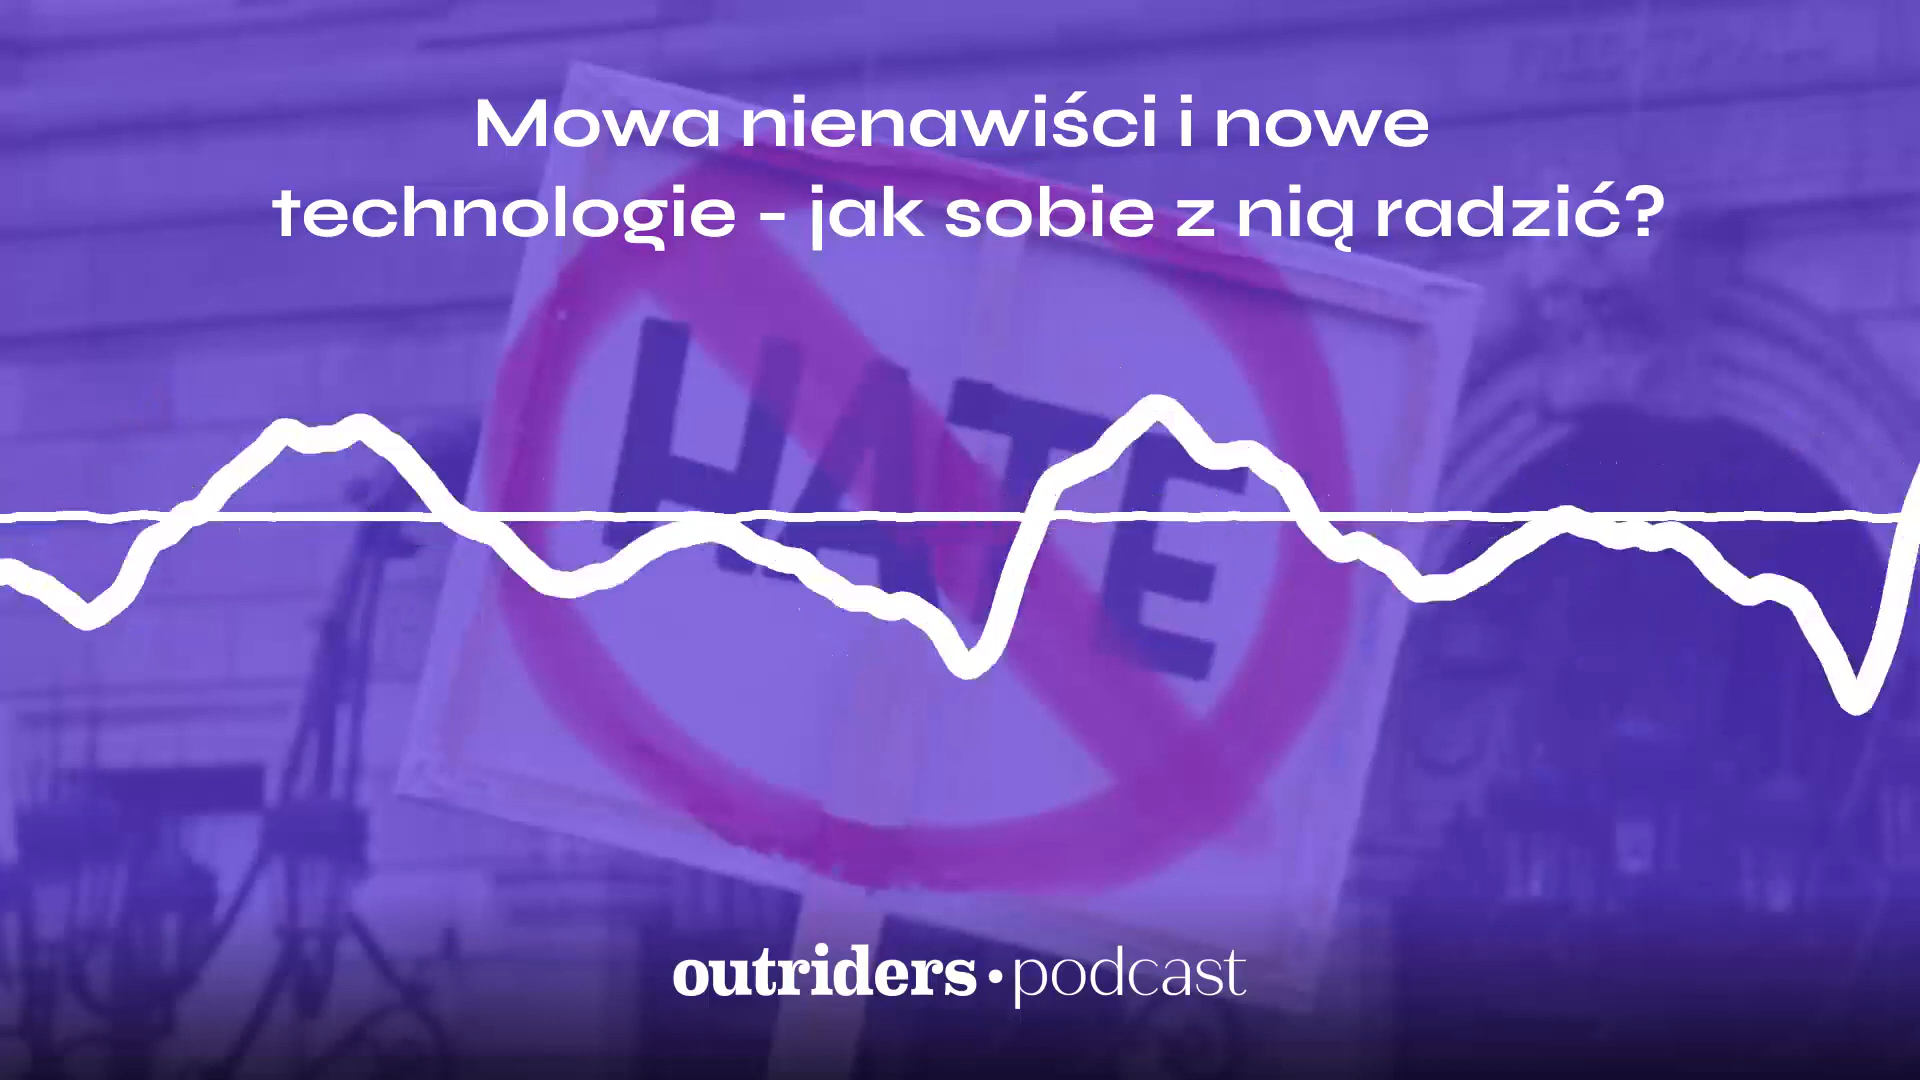 Mowa nienawiści i nowe
technologie - jak sobie z nią radzić?
HATE
outriders • podcast